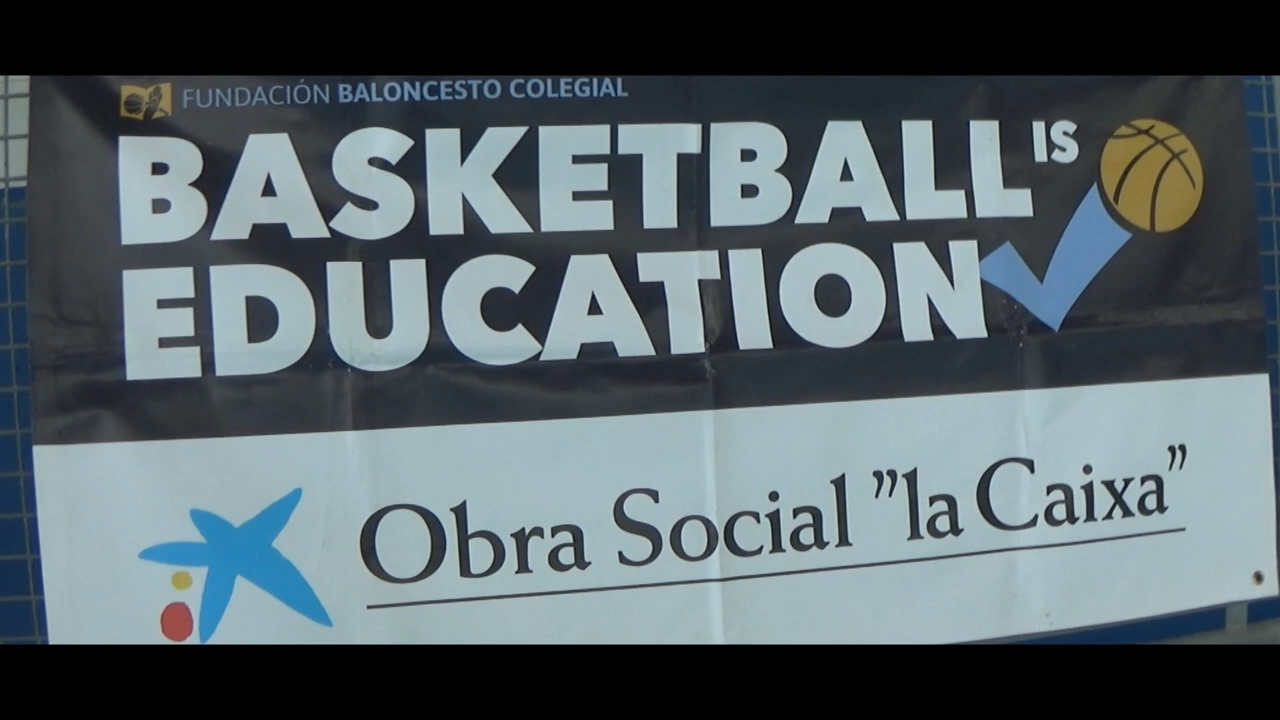 FUNDACIÓN BALONCESTO COLEGIAL
BASKETBALL IS
EDUCATION
Obra Social ”la Caixa”